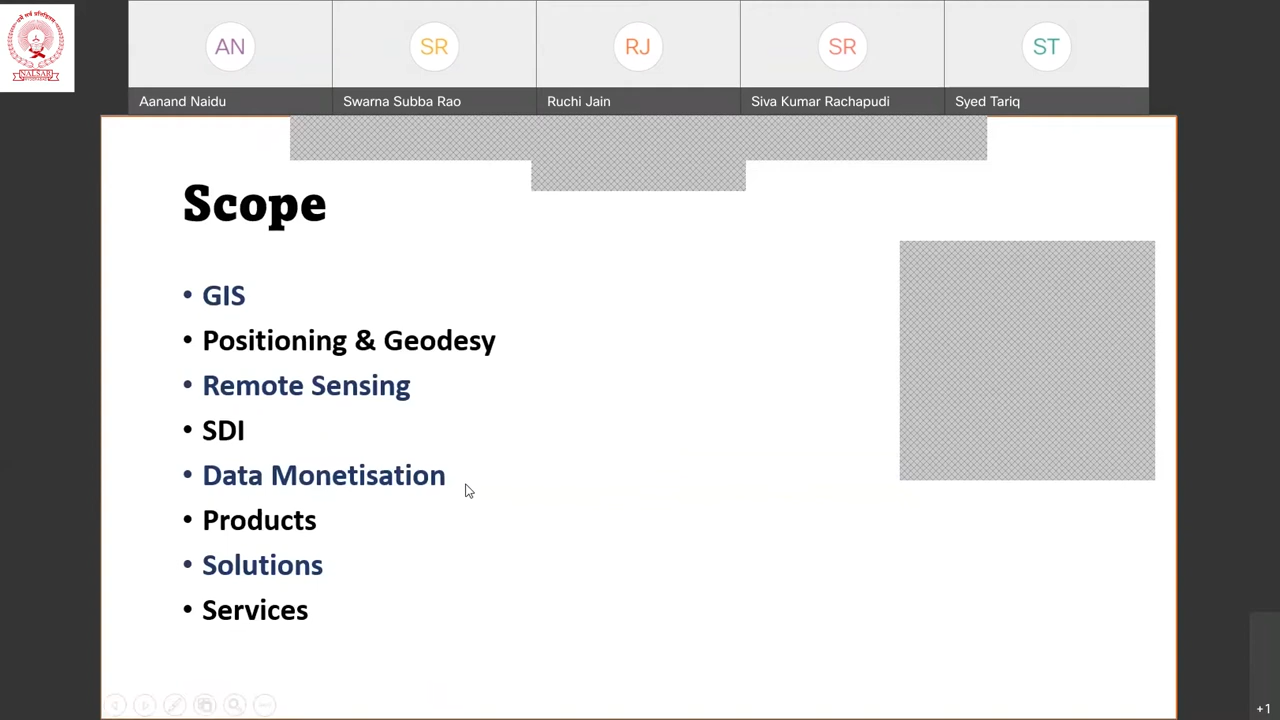 NALSAR
AN
SR
RJ
SR
ST
Aanand Naidu
Swarna Subba Rao
Ruchi Jain
Siva Kumar Rachapudi
Syed Tariq
Scope
• GIS
• Positioning & Geodesy
• Remote Sensing
• SDI
• Data Monetisation
• Products
• Solutions
• Services
+1